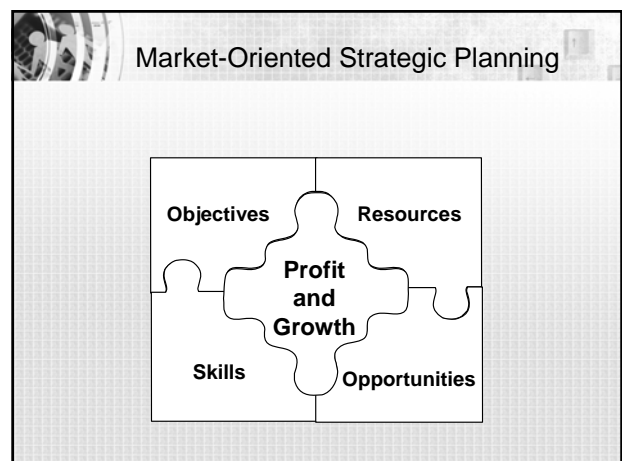 Market-Oriented Strategic Planning
Objectives
Resources
Profit
and
Growth
Skills
Opportunities